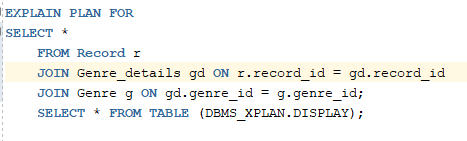 EXPLAIN PLAN FOR
SELECT *
FROM Record r
JOIN Genre_details gd ON r.record_id = gd.record_id
JOIN Genre g ON gd.genre_id = g.genre_id;
SELECT * FROM TABLE (DBMS_XPLAN.DISPLAY);